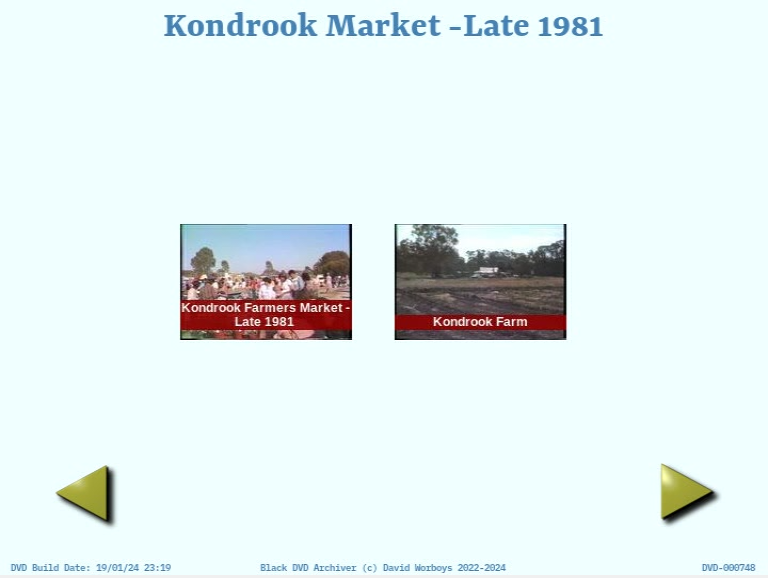 Kondrook Market -Late 1981
Kondrook Farmers Market -
Late 1981
Kondrook Farm
DVD Build Date: 19/01/24 23:19
Black DVD Archiver (c) David Worboys 2022-2024
DVD-000748